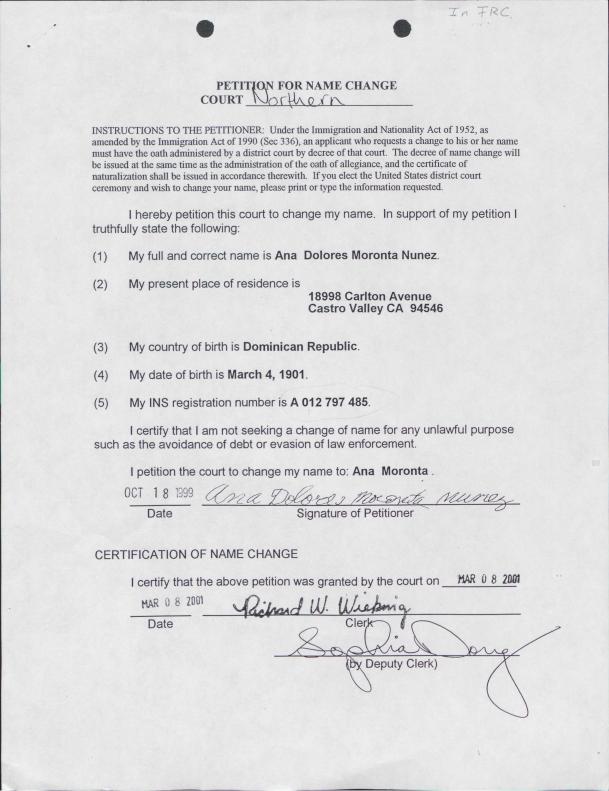 In FRC.
PETITION FOR NAME CHANGE
COURT Northern
INSTRUCTIONS TO THE PETITIONER: Under the Immigration and Nationality Act of 1952, as
amended by the Immigration Act of 1990 (Sec 336), an applicant who requests a change to his or her name
must have the oath administered by a district court by decree of that court. The decree of name change will
be issued at the same time as the administration of the oath of allegiance, and the certificate of
naturalization shall be issued in accordance therewith. If you elect the United States district court
ceremony and wish to change your name, please print or type the information requested.
I hereby petition this court to change my name. In support of my petition I
truthfully state the following:
(1) My full and correct name is Ana Dolores Moronta Nunez.
(2) My present place of residence is
18998 Carlton Avenue
Castro Valley CA 94546
(3) My country of birth is Dominican Republic.
(4) My date of birth is March 4, 1901.
(5) My INS registration number is A 012 797 485.
I certify that I am not seeking a change of name for any unlawful purpose
such as the avoidance of debt or evasion of law enforcement.
I petition the court to change my name to: Ana Moronta .
OCT 18 1999 Ana Dolores Moronta Nunez
Date Signature of Petitioner
CERTIFICATION OF NAME CHANGE
I certify that the above petition was granted by the court on MAR 08 2001
MAR 08 2001 Richard W. Wieking
Date Clerk
Sophia Dong
(by Deputy Clerk)